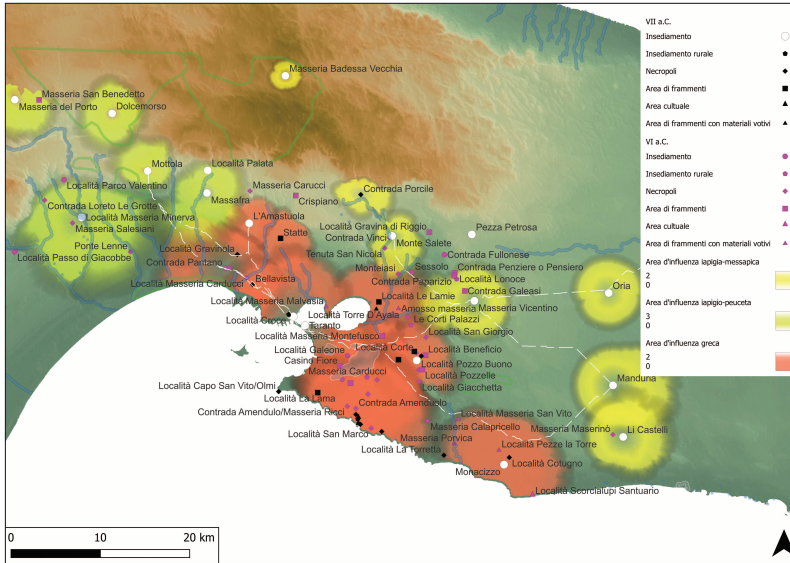 VII a.C.
Insediamento
Insediamento rurale
Necropoli
Area di frammenti
Area cultuale
Area di frammenti con materiali votivi
VI a.C.
Insediamento
Insediamento rurale
Necropoli
Area di frammenti
Area cultuale
Area di frammenti con materiali votivi
Area d'influenza iapigia-messapica
2
0
Area d'influenza iapigio-peuceta
3
0
Area d'influenza greca
2
0
Masseria Badessa Vecchia
Masseria San Benedetto
Masseria del Porto
Dolcemorso
Mottola
Località Palata
Località Parco Valentino
Masseria Carucci
Contrada Porcile
Massafra
Crispiano
Contrada Loreto Le Grotte
Località Masseria Minerva
L'Amastuola
Masseria Salesiani
Località Gravina di Riggio
Statte
Contrada Vinci
Pezza Petrosa
Ponte Lenne
Località Gravinola
Monte Salete
Località Passo di Giacobbe
Tenuta San Nicola
Contrada Fullonese
Contrada Pantano
Monteiasi
Sessolo
Contrada Penziere o Pensiero
Località Masseria Carducci
Bellavista
Contrada Paparizio
Località Lonoce
Contrada Galeasi
Oria
Località Masseria Malvasia
Località Le Lamie
Amosso masseria Masseria Vicentino
Località Croce
Località Torre D'Ayala
Le Corti Palazzi
Taranto
Località Masseria Montefusco
Località San Giorgio
Località Galeone
Località Corte
Località Beneficio
Casino Fiore
Località Pozzo Buono
Masseria Carducci
Località Pozzelle
Manduria
Località Capo San Vito/Olmi
Località Giacchetta
Località La Lama
Contrada Amenduolo
Contrada Amendulo/Masseria Ricci
Località Masseria San Vito
Masseria Calapricello
Masseria Maserinò
Li Castelli
Località San Marco
Masseria Porvica
Località Pezze la Torre
Località La Torretta
Località Cotugno
Monacizzo
Località Scorcialupi Santuario
0
10
20 km